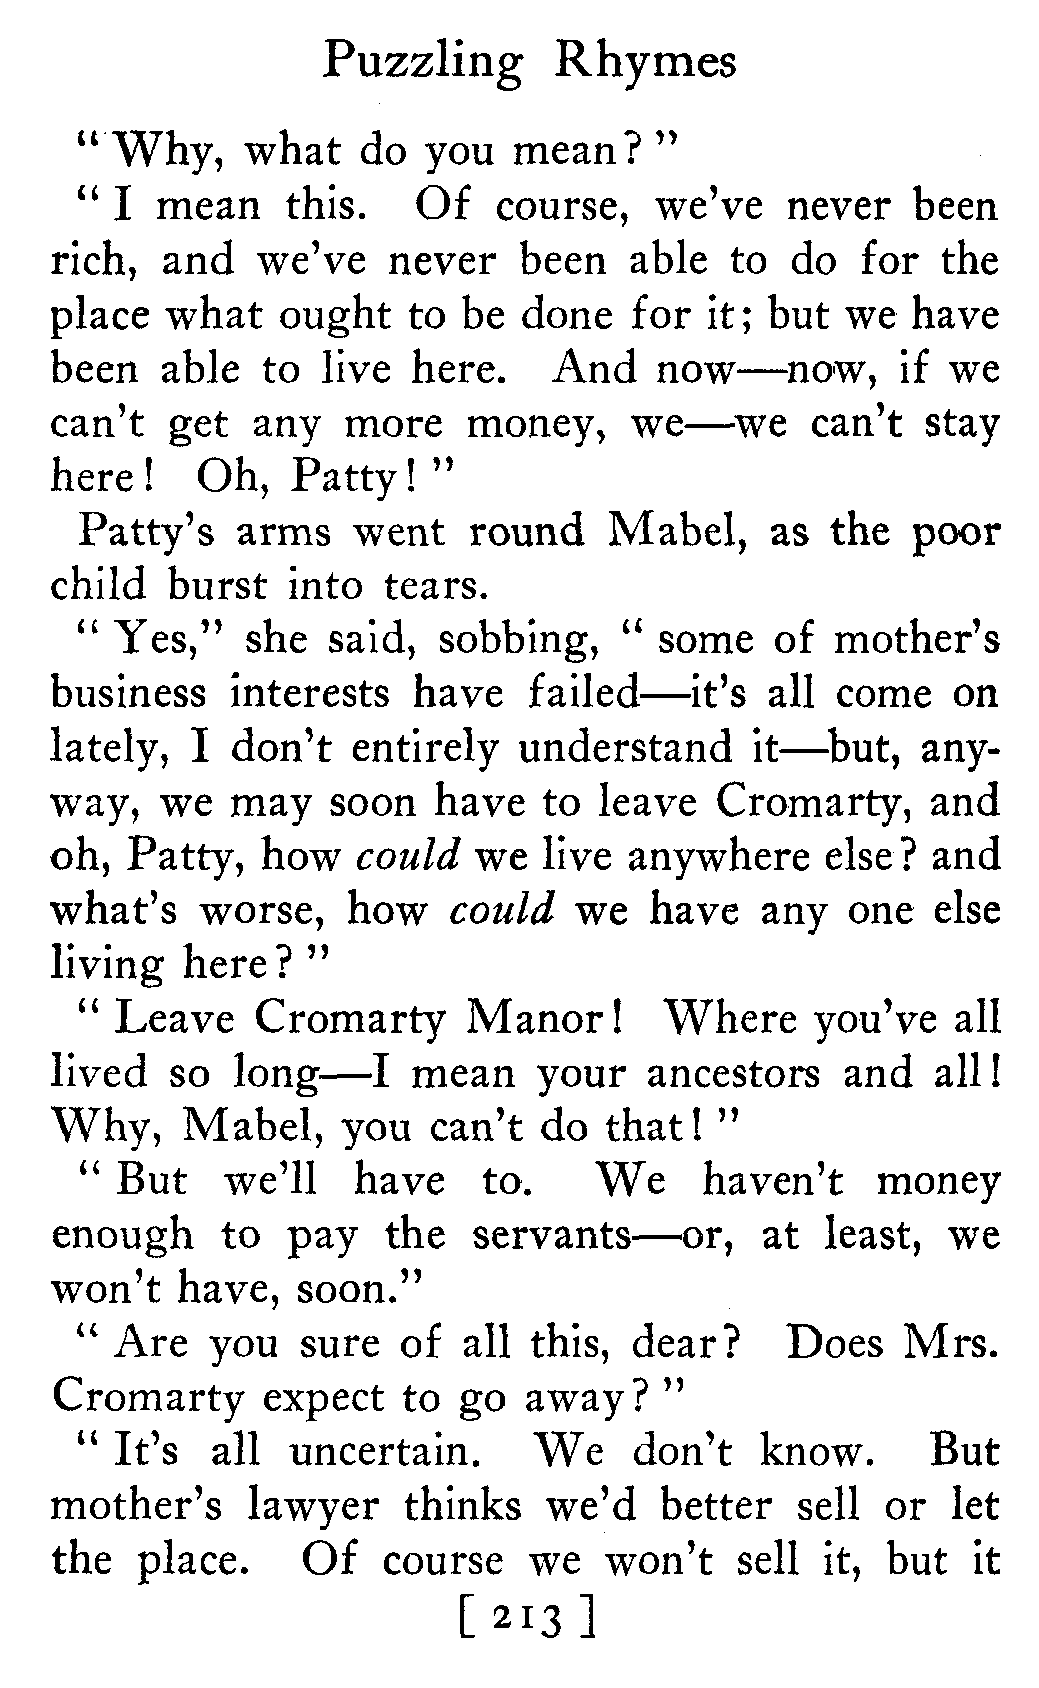 Puzzling Rhymes
" Why, what do you mean? "
" I mean this. Of course, we've never been
rich, and we've never been able to do for the
place what ought to be done for it; but we have
been able to live here. And now—now, if we
can't get any more money, we—we can't stay
here! Oh, Patty! "
Patty's arms went round Mabel, as the poor
child burst into tears.
" Yes," she said, sobbing, " some of mother's
business interests have failed—it's all come on
lately, I don't entirely understand it—but, any-
way, we may soon have to leave Cromarty, and
oh, Patty, how could we live anywhere else? and
what's worse, how could we have any one else
living here? "
" Leave Cromarty Manor! Where you've all
lived so long—I mean your ancestors and all!
Why, Mabel, you can't do that! "
" But we'll have to. We haven't money
enough to pay the servants—or, at least, we
won't have, soon."
" Are you sure of all this, dear? Does Mrs.
Cromarty expect to go away? "
" It's all uncertain. We don't know. But
mother's lawyer thinks we'd better sell or let
the place. Of course we won't sell it, but it
[ 213 ]